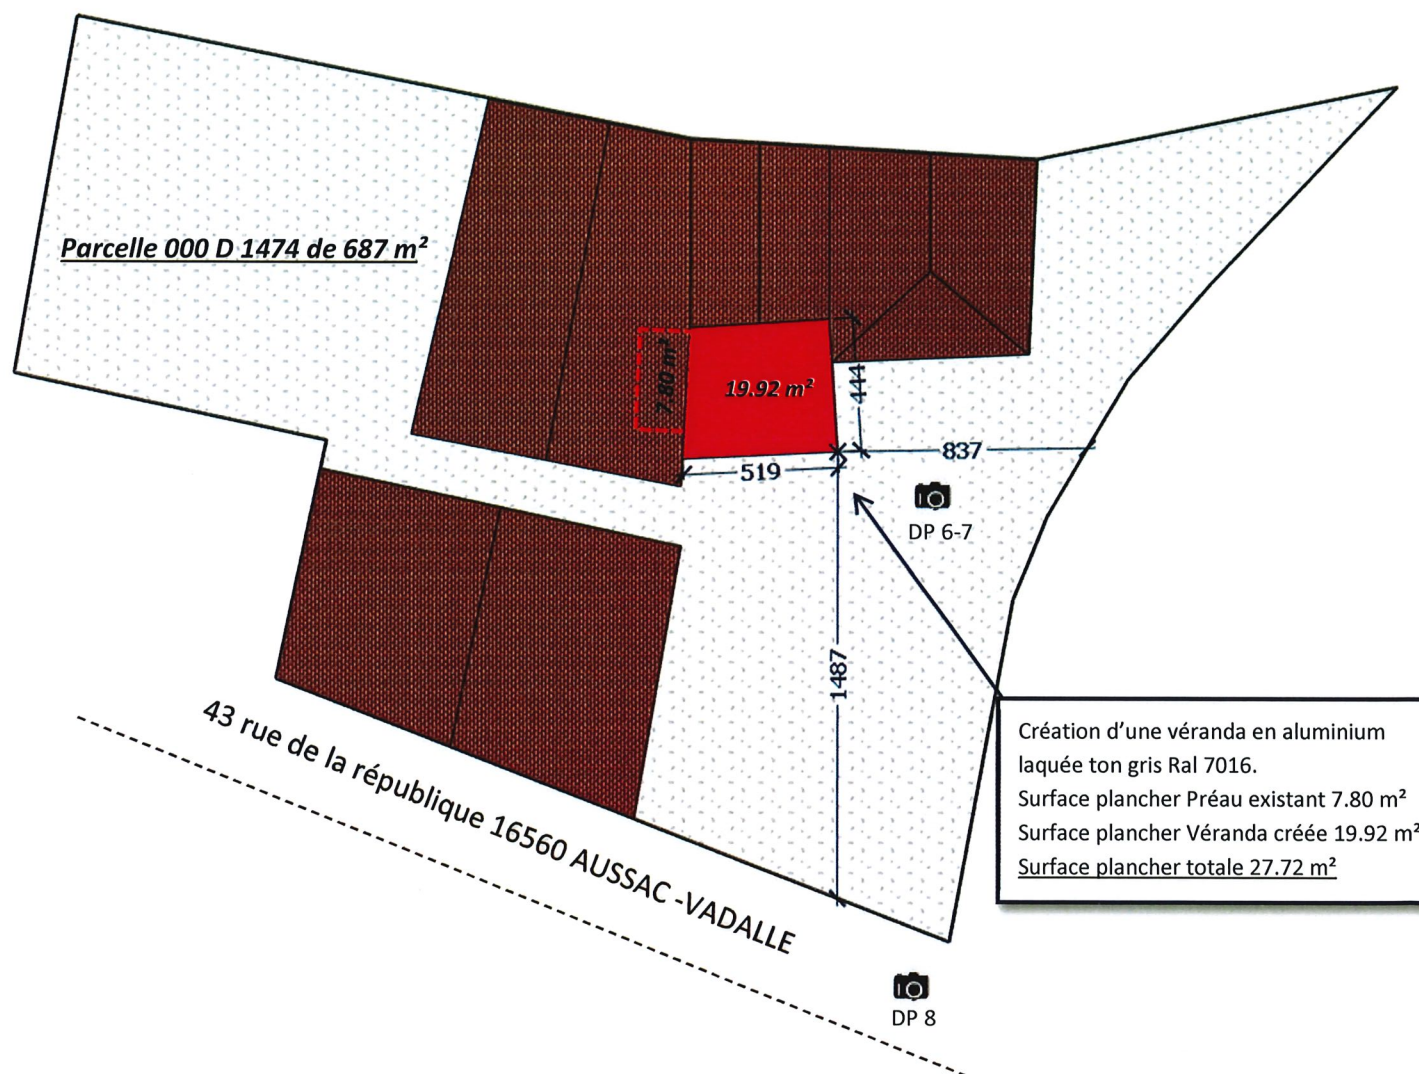 Parcelle 000 D 1474 de 687 m²
7.80 m²
19.92 m²
444
837
519
DP 6-7
1487
Création d'une véranda en aluminium
laquée ton gris Ral 7016.
Surface plancher Préau existant 7.80 m²
Surface plancher Véranda créée 19.92 m²
Surface plancher totale 27.72 m²
43 rue de la république 16560 AUSSAC -VADALLE
DP 8